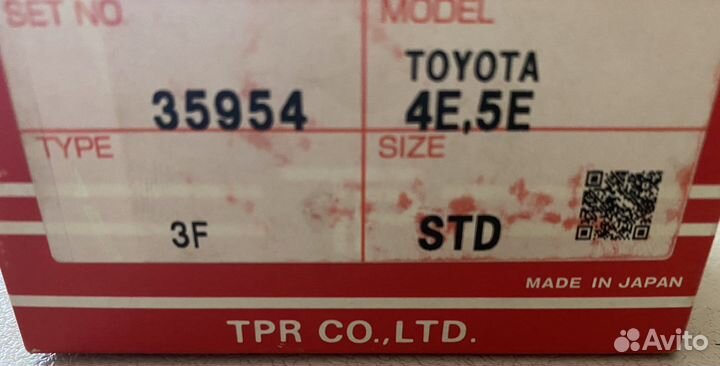 SET NO.
MODEL
35954
TOYOTA
4E,5E
TYPE
SIZE
3F
STD
MADE IN JAPAN
TPR CO.,LTD.
Avito